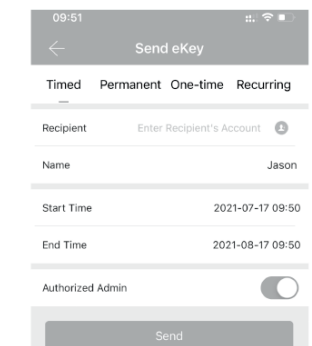 09:51
Send eKey
Timed Permanent One-time Recurring
Recipient Enter Recipient's Account
Name Jason
Start Time 2021-07-17 09:50
End Time 2021-08-17 09:50
Authorized Admin
Send